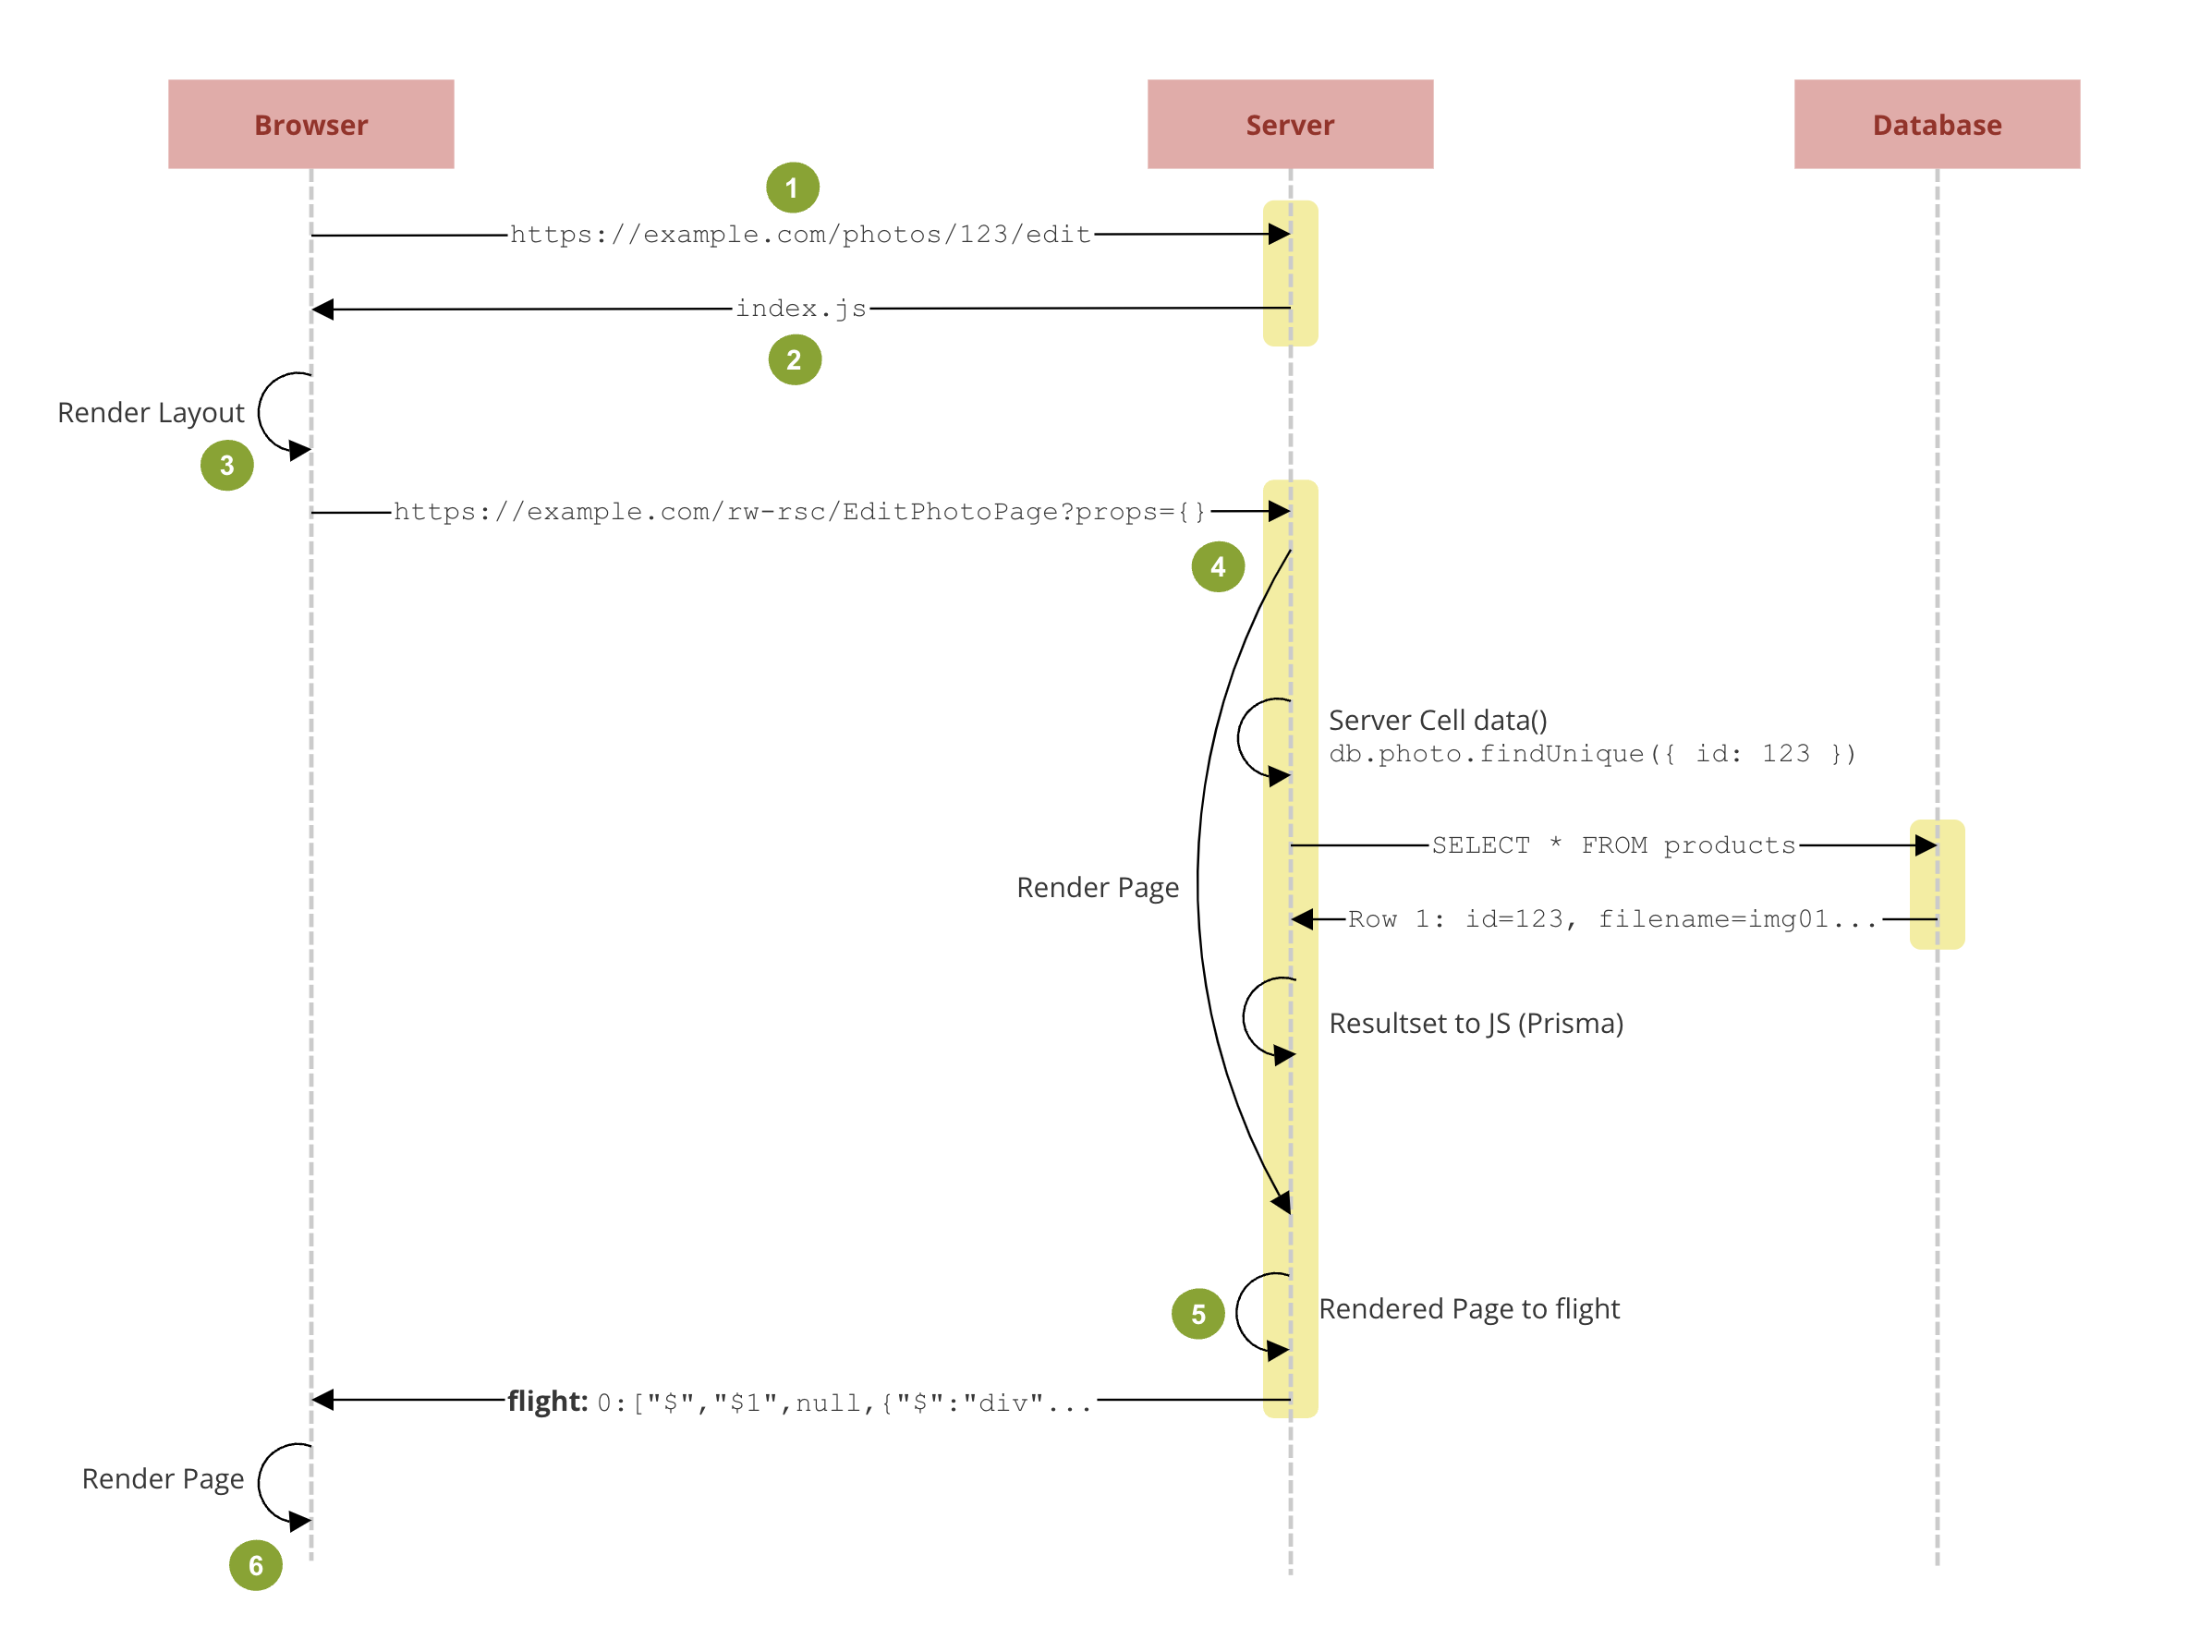 Browser
Server
Database
1
https://example.com/photos/123/edit
index.js
2
Render Layout
3
https://example.com/rw-rsc/EditPhotoPage?props={}
4
Server Cell data()
db.photo.findUnique({ id: 123 })
SELECT * FROM products
Render Page
Row 1: id=123, filename=img01...
Resultset to JS (Prisma)
5
Rendered Page to flight
flight: 0:["$","$1",null,{"$":"div"...
Render Page
6